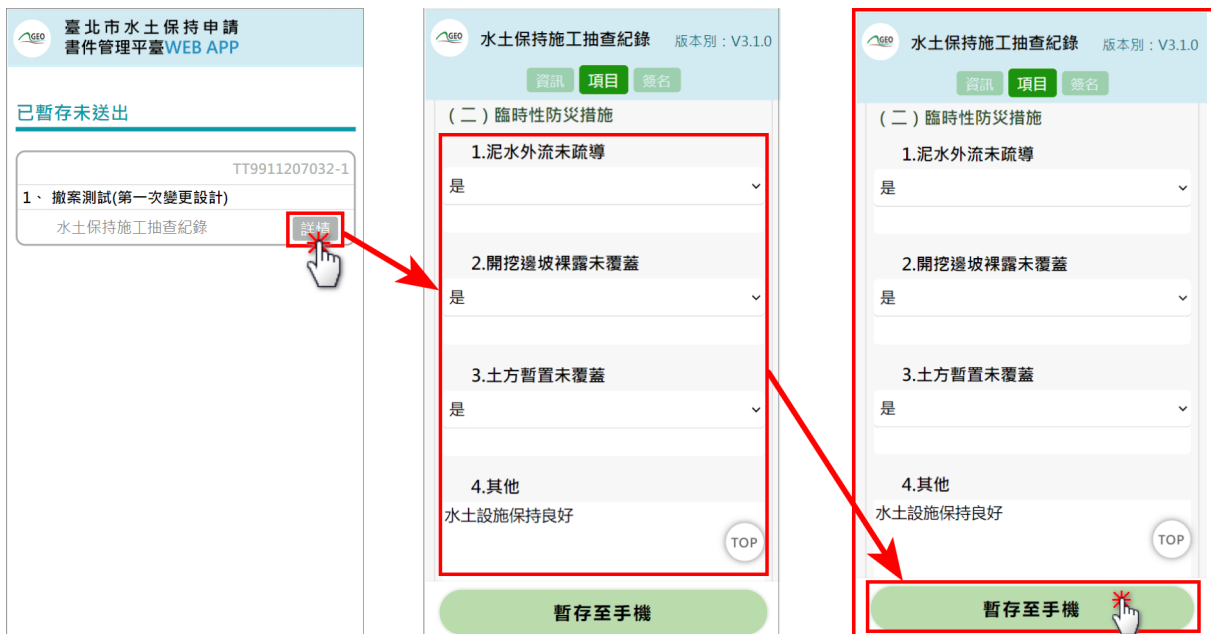 GEO
臺北市水土保持申請
書件管理平臺WEB APP
已暫存未送出
TT9911207032-1
1、 撤案測試(第一次變更設計)
水土保持施工抽查紀錄
詳情
GEO
水土保持施工抽查紀錄 版本別：V3.1.0
資訊 項目 簽名
(二)臨時性防災措施
1.泥水外流未疏導
是
2.開挖邊坡裸露未覆蓋
是
3.土方暫置未覆蓋
是
4.其他
水土設施保持良好
TOP
暫存至手機
GEO
水土保持施工抽查紀錄 版本別：V3.1.0
資訊 項目 簽名
(二)臨時性防災措施
1.泥水外流未疏導
是
2.開挖邊坡裸露未覆蓋
是
3.土方暫置未覆蓋
是
4.其他
水土設施保持良好
TOP
暫存至手機